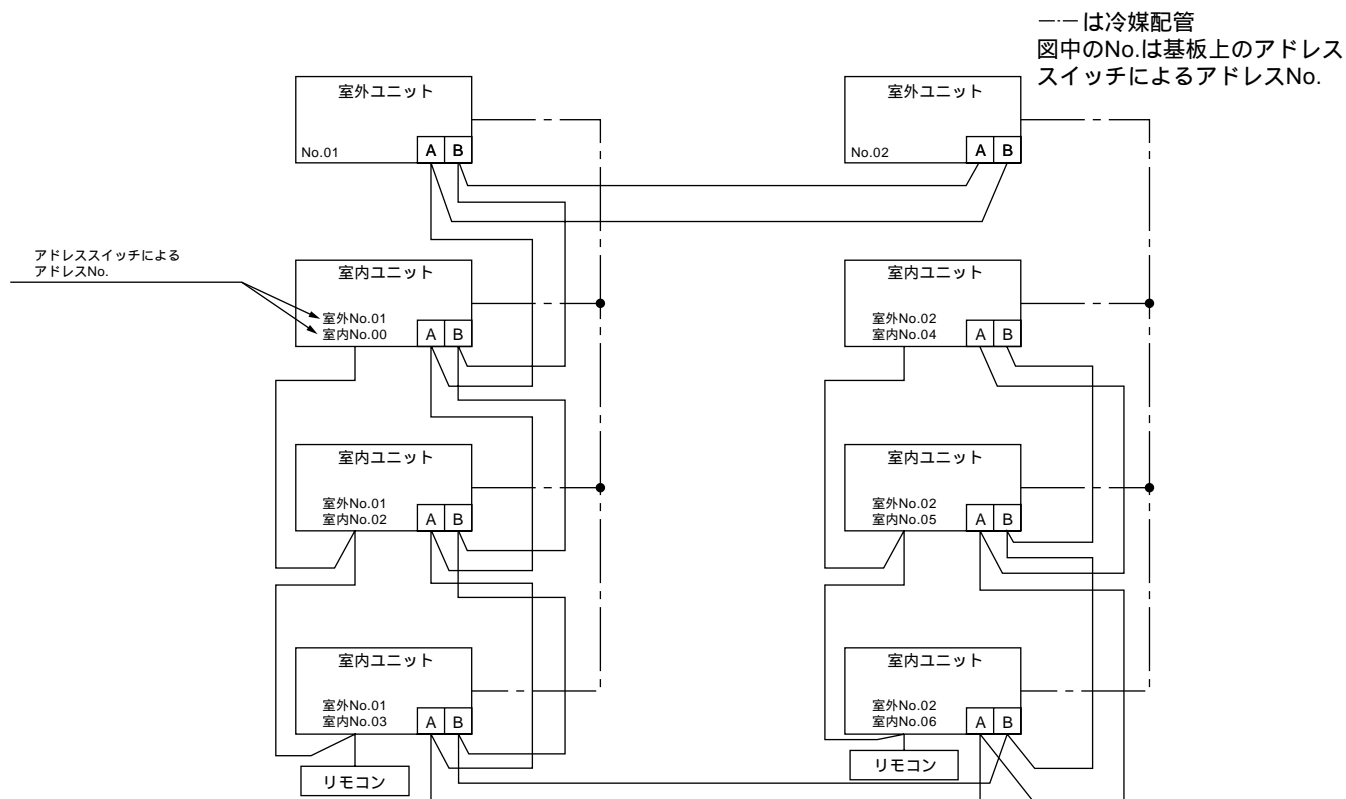 —-— は冷媒配管
図中のNo.は基板上のアドレス
スイッチによるアドレスNo.
室外ユニット
No.01
A B
室外ユニット
No.02
A B
アドレススイッチによる
アドレスNo.
室内ユニット
室外No.01
室内No.00
A B
室内ユニット
室外No.02
室内No.04
A B
室内ユニット
室外No.01
室内No.02
A B
室内ユニット
室外No.02
室内No.05
A B
室内ユニット
室外No.01
室内No.03
A B
リモコン
室内ユニット
室外No.02
室内No.06
A B
リモコン